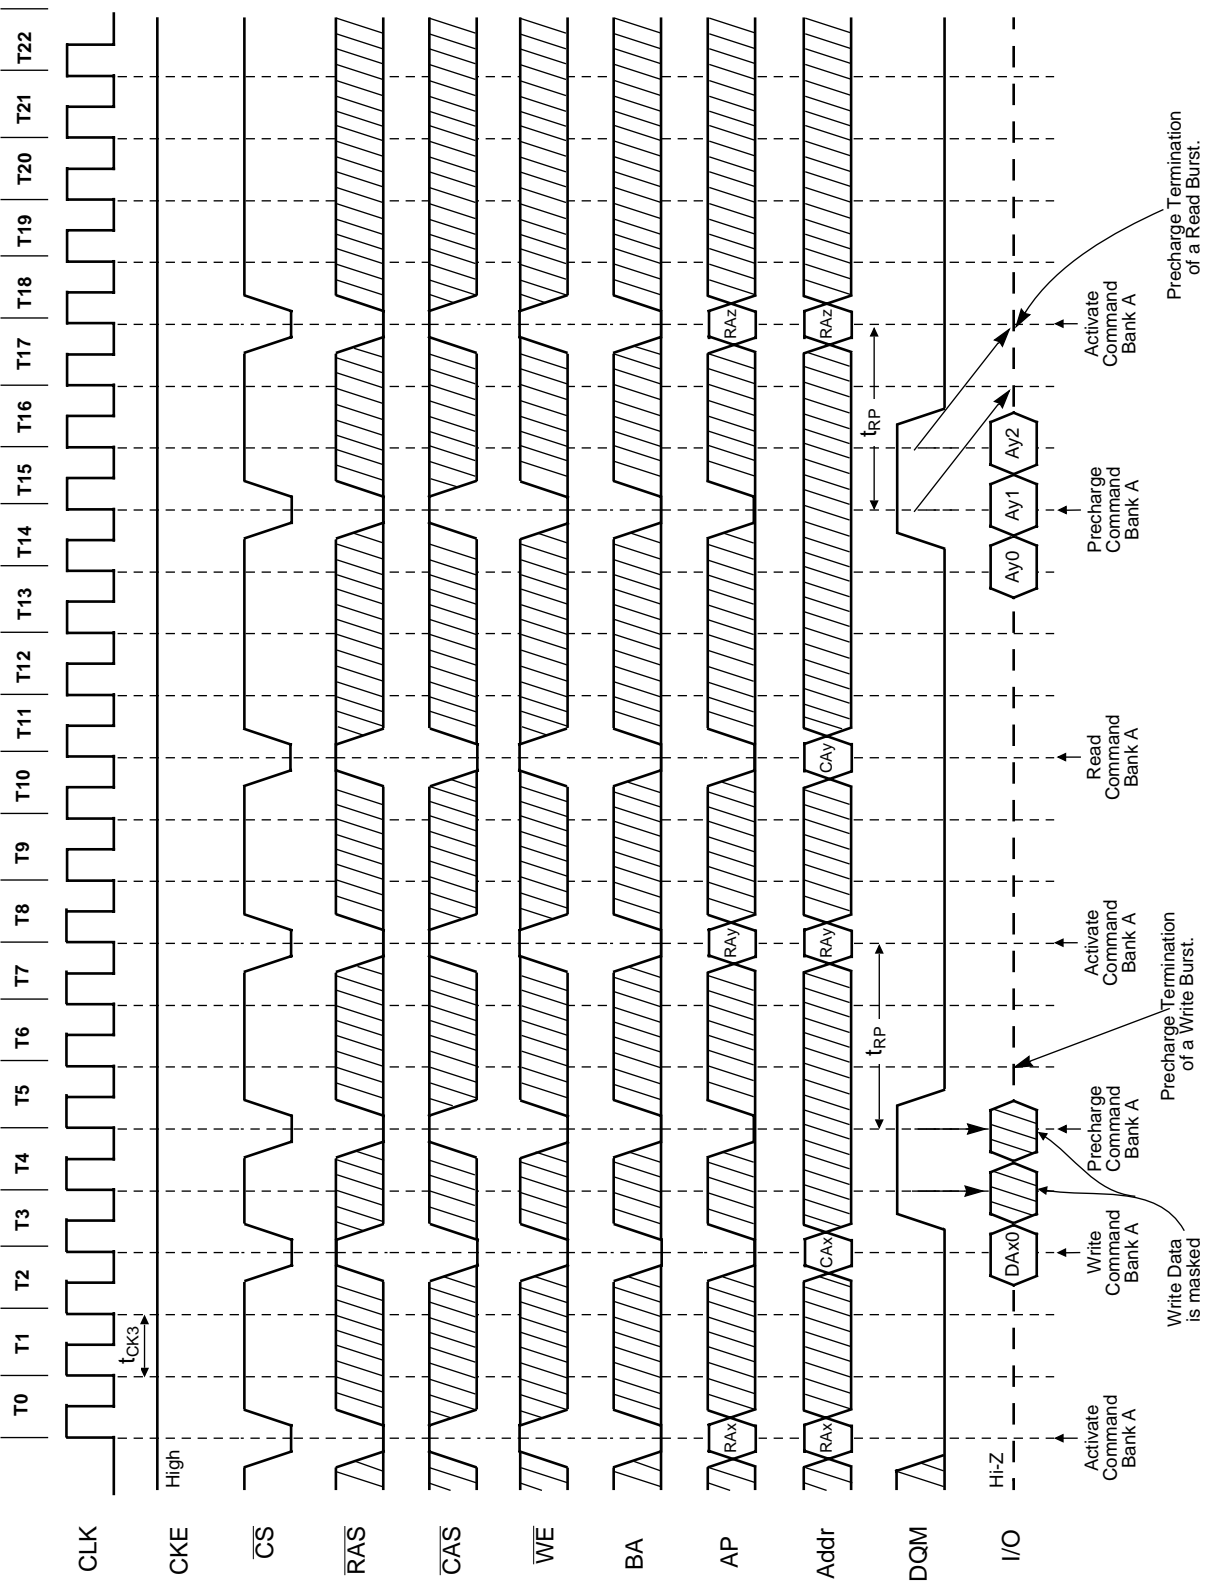 T0 T1 T2 T3 T4 T5 T6 T7 T8 T9 T10 T11 T12 T13 T14 T15 T16 T17 T18 T19 T20 T21 T22
CLK
tCK3
CKE
High
CS
RAS
CAS
WE
BA
AP
RAx
RAy
RAz
Addr
RAx
CAx
RAy
CAy
RAz
tRP
tRP
DQM
I/O
Hi-Z
DAx0
Ay0
Ay1
Ay2
Activate
Command
Bank A
Write
Command
Bank A
Precharge
Command
Bank A
Activate
Command
Bank A
Read
Command
Bank A
Precharge
Command
Bank A
Activate
Command
Bank A
Write Data
is masked
Precharge Termination
of a Write Burst.
Precharge Termination
of a Read Burst.